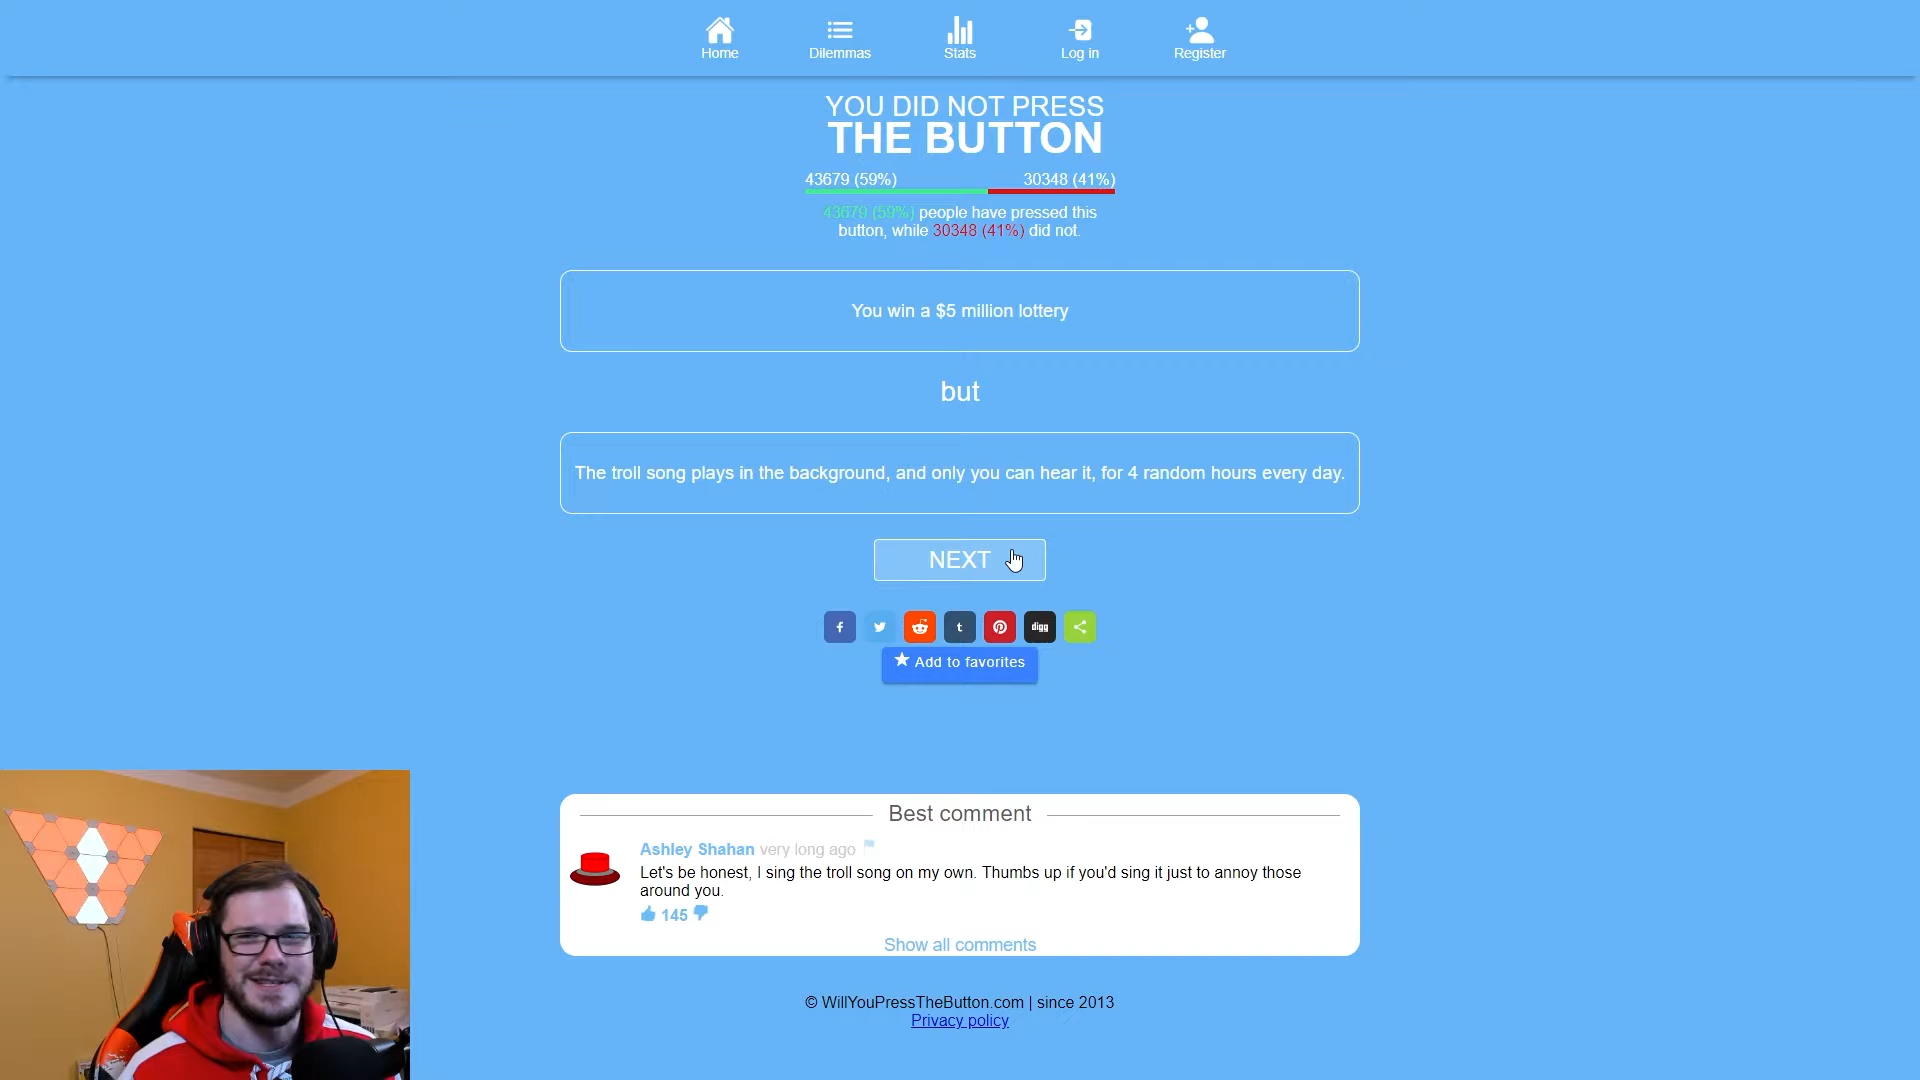 Home
Dilemmas
Stats
Log in
Register
YOU DID NOT PRESS
THE BUTTON
43679 (59%)
30348 (41%)
43679 (59%) people have pressed this
button, while 30348 (41%) did not.
You win a $5 million lottery
but
The troll song plays in the background, and only you can hear it, for 4 random hours every day.
NEXT
f
t
digg
Add to favorites
Best comment
Ashley Shahan very long ago
Let's be honest, I sing the troll song on my own. Thumbs up if you'd sing it just to annoy those
around you.
145
Show all comments
© WillYouPressTheButton.com | since 2013
Privacy policy